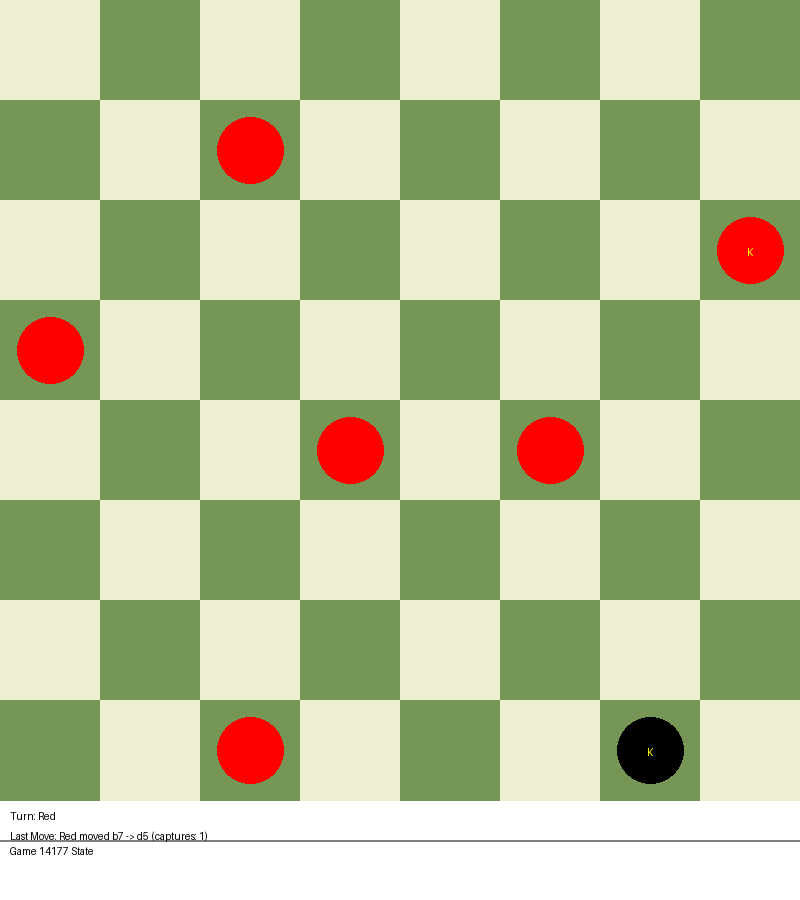 K
K
Turn: Red
Last Move: Red moved b7 -> d5 (captures: 1)
Game 14177 State